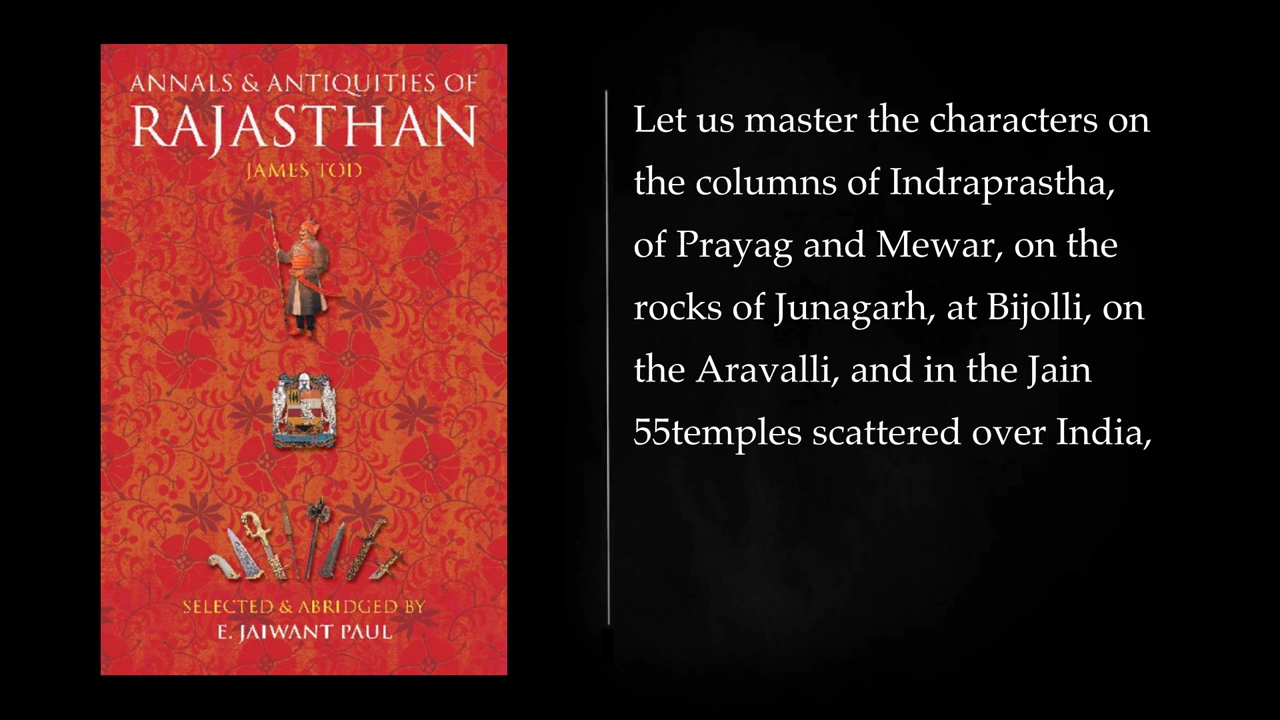 ANNALS & ANTIQUITIES OF
RAJASTHAN
JAMES TOD
SELECTED & ABRIDGED BY
E. JAIWANT PAUL
Let us master the characters on
the columns of Indraprastha,
of Prayag and Mewar, on the
rocks of Junagarh, at Bijolli, on
the Aravalli, and in the Jain
55temples scattered over India,